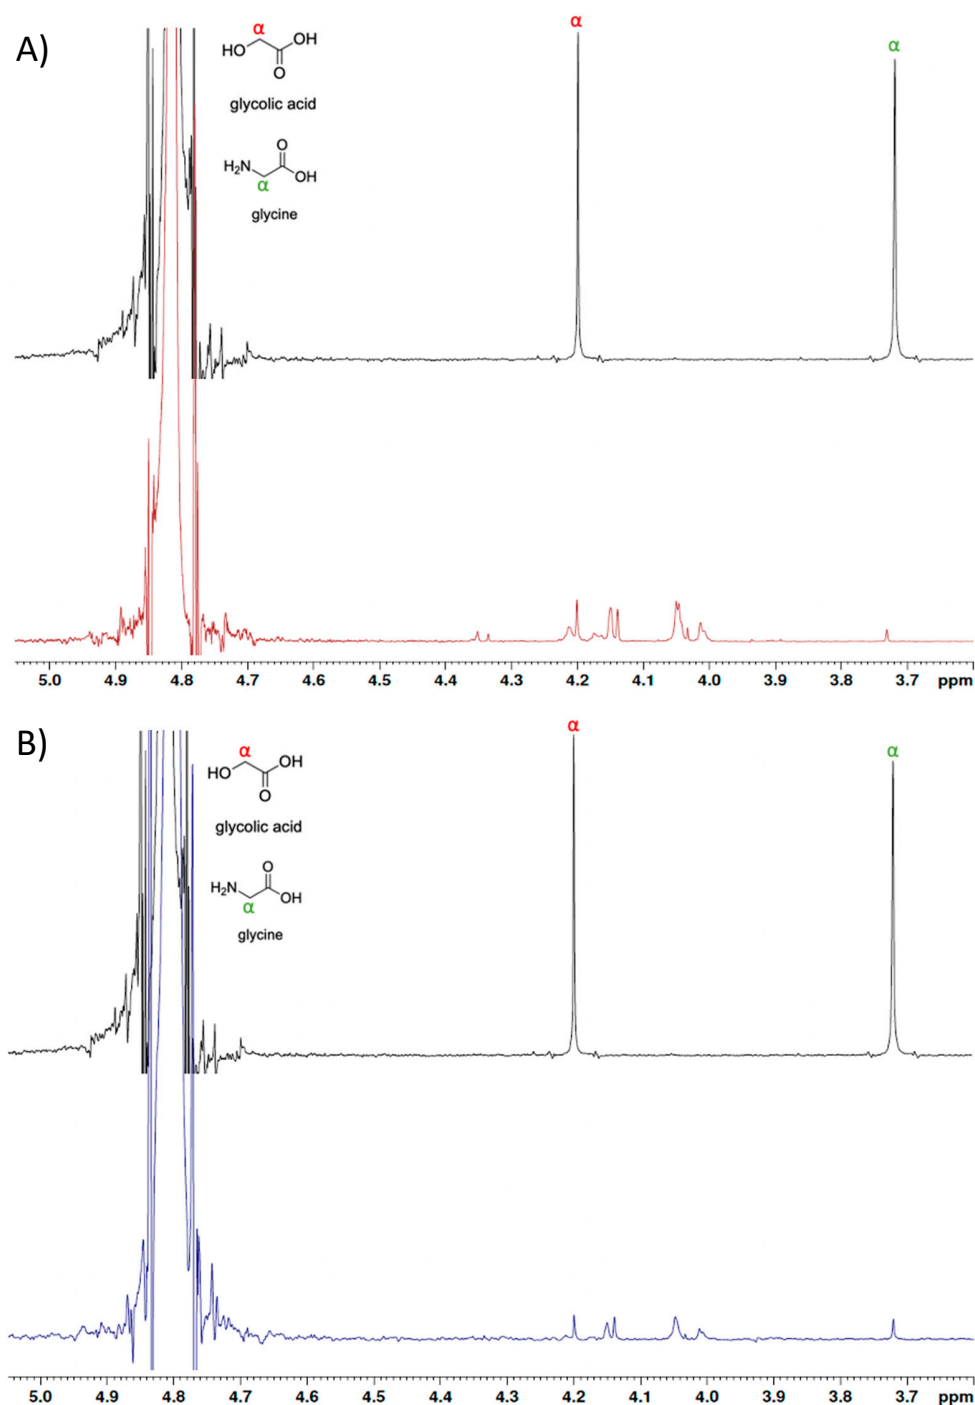 A)
α
HO
OH
O
glycolic acid
O
H₂N
OH
α
glycine
α
α
5.0 4.9 4.8 4.7 4.6 4.5 4.4 4.3 4.2 4.1 4.0 3.9 3.8 3.7 ppm
B)
α
HO
OH
O
glycolic acid
O
H₂N
OH
α
glycine
α
α
5.0 4.9 4.8 4.7 4.6 4.5 4.4 4.3 4.2 4.1 4.0 3.9 3.8 3.7 ppm